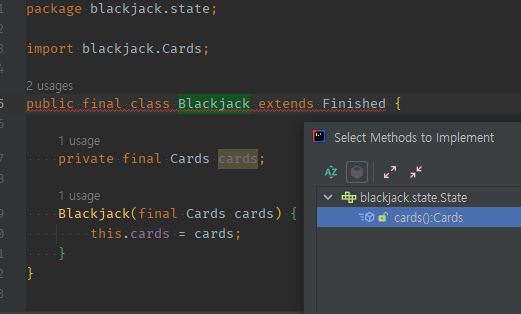 package blackjack.state;
import blackjack.Cards;
2 usages
public final class Blackjack extends Finished {
1 usage
private final Cards cards;
1 usage
Blackjack(final Cards cards) {
this.cards = cards;
}
}
Select Methods to Implement
AZ
blackjack.state.State
cards():Cards